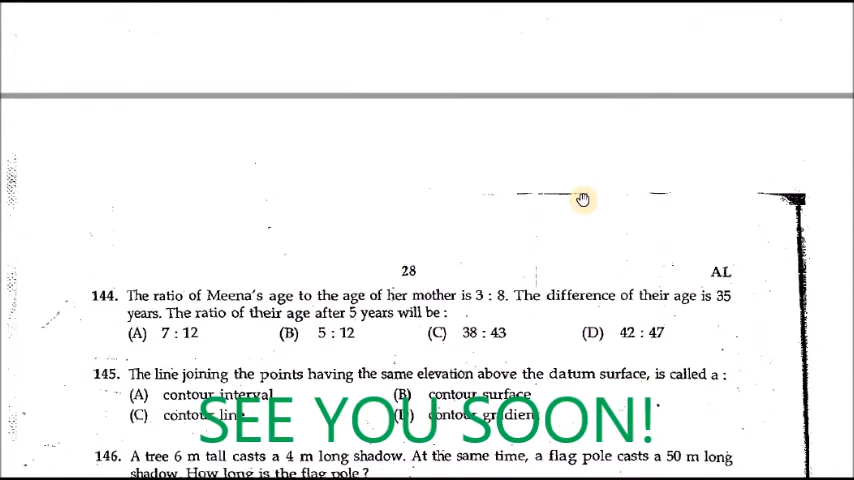 28 AL
144. The ratio of Meena's age to the age of her mother is 3 : 8. The difference of their age is 35
years. The ratio of their age after 5 years will be :
(A) 7 : 12 (B) 5 : 12 (C) 38 : 43 (D) 42 : 47
145. The line joining the points having the same elevation above the datum surface, is called a :
(A) contour interval (B) contour surface
(C) contour line (D) contour gradient
SEE YOU SOON!
146. A tree 6 m tall casts a 4 m long shadow. At the same time, a flag pole casts a 50 m long
shadow. How long is the flag pole ?